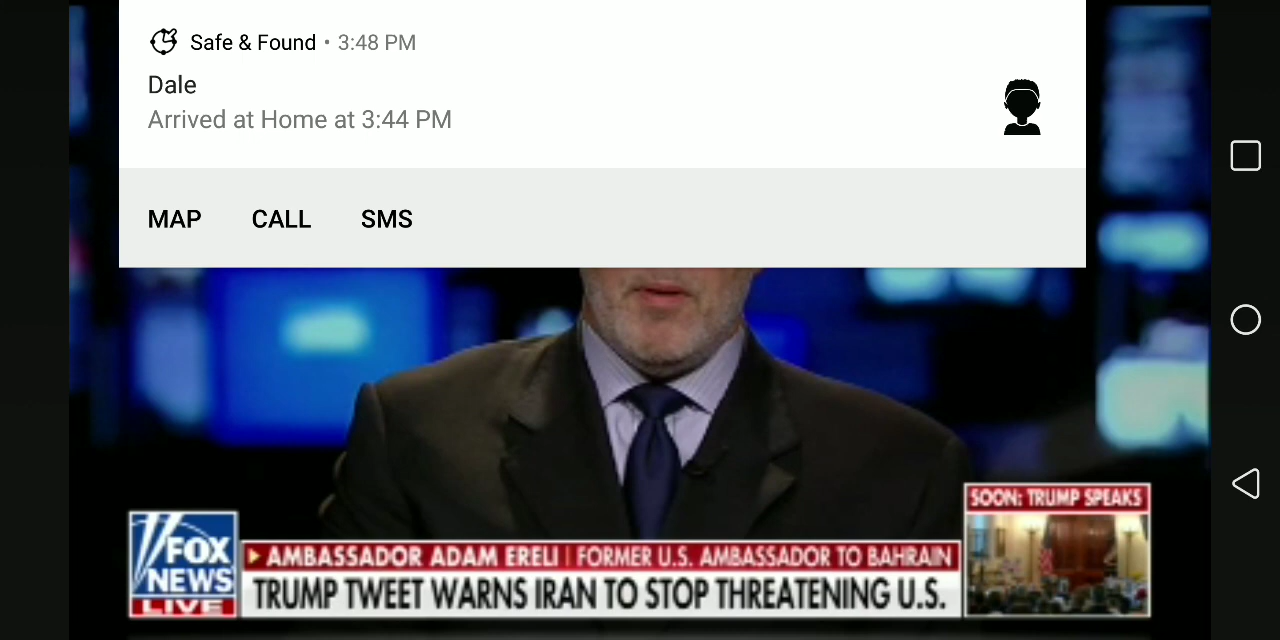 Safe & Found • 3:48 PM
Dale
Arrived at Home at 3:44 PM
MAP CALL SMS
SOON: TRUMP SPEAKS
FOX
NEWS
LIVE
AMBASSADOR ADAM ERELI | FORMER U.S. AMBASSADOR TO BAHRAIN
TRUMP TWEET WARNS IRAN TO STOP THREATENING U.S.